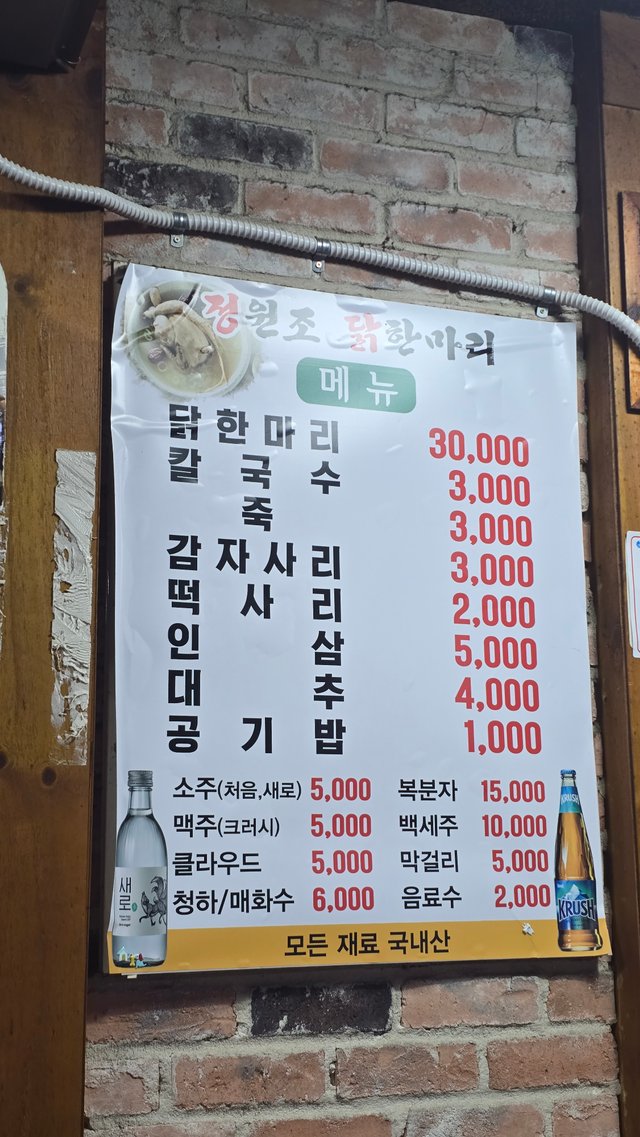 정원조 닭한마리
메뉴
닭한마리 30,000
칼국수 3,000
죽 3,000
감자사리 3,000
떡사리 2,000
인삼 5,000
대추 4,000
공기밥 1,000
소주(처음,새로) 5,000 복분자 15,000
맥주(크러시) 5,000 백세주 10,000
클라우드 5,000 막걸리 5,000
청하/매화수 6,000 음료수 2,000
새로
KRUSH
KRUSH
모든 재료 국내산